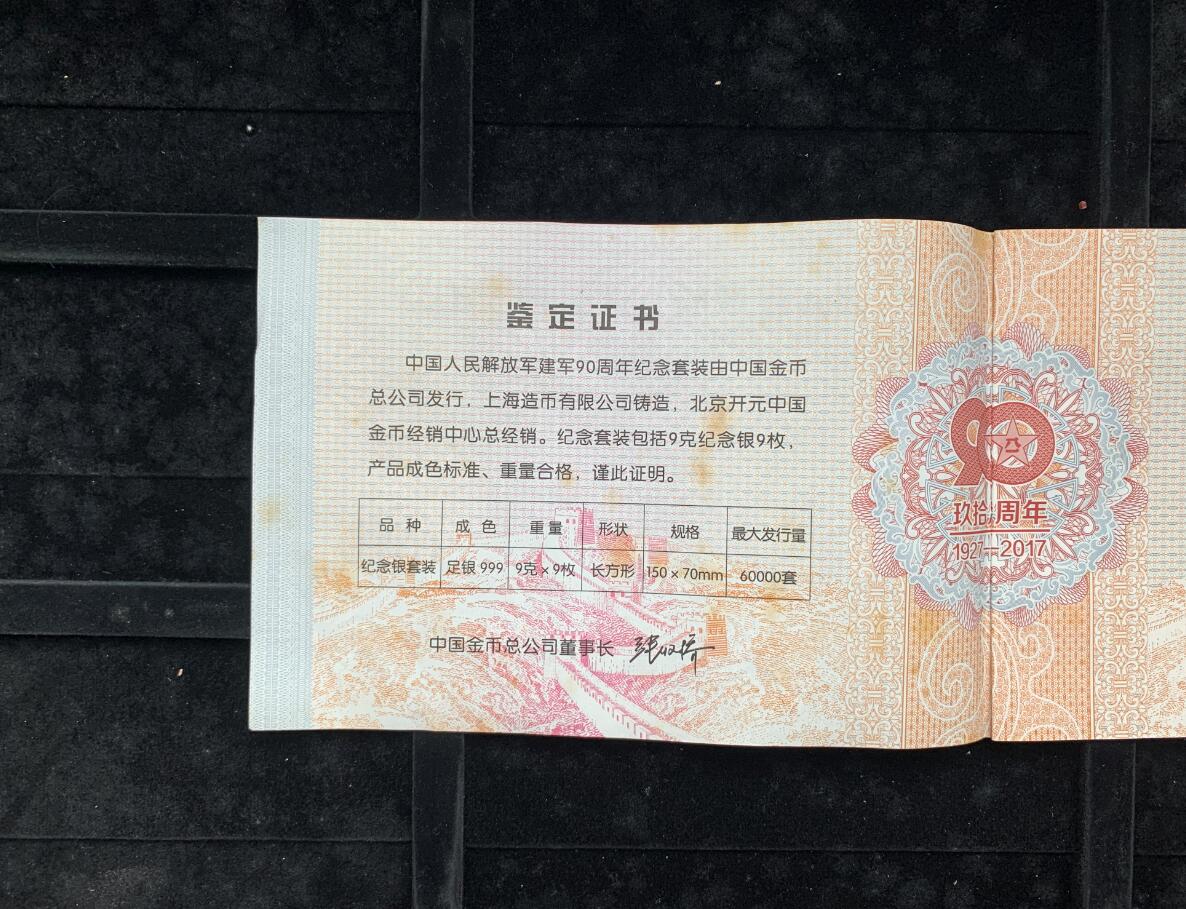 鉴定证书
中国人民解放军建军90周年纪念套装由中国金币
总公司发行，上海造币有限公司铸造，北京开元中国
金币经销中心总经销。纪念套装包括9克纪念银9枚，
产品成色标准、重量合格，谨此证明。
品种 成色 重量 形状 规格 最大发行量
纪念银套装 足银 999 9克×9枚 长方形 150×70mm 60000套
中国金币总公司董事长
90
玖拾周年
1927—2017